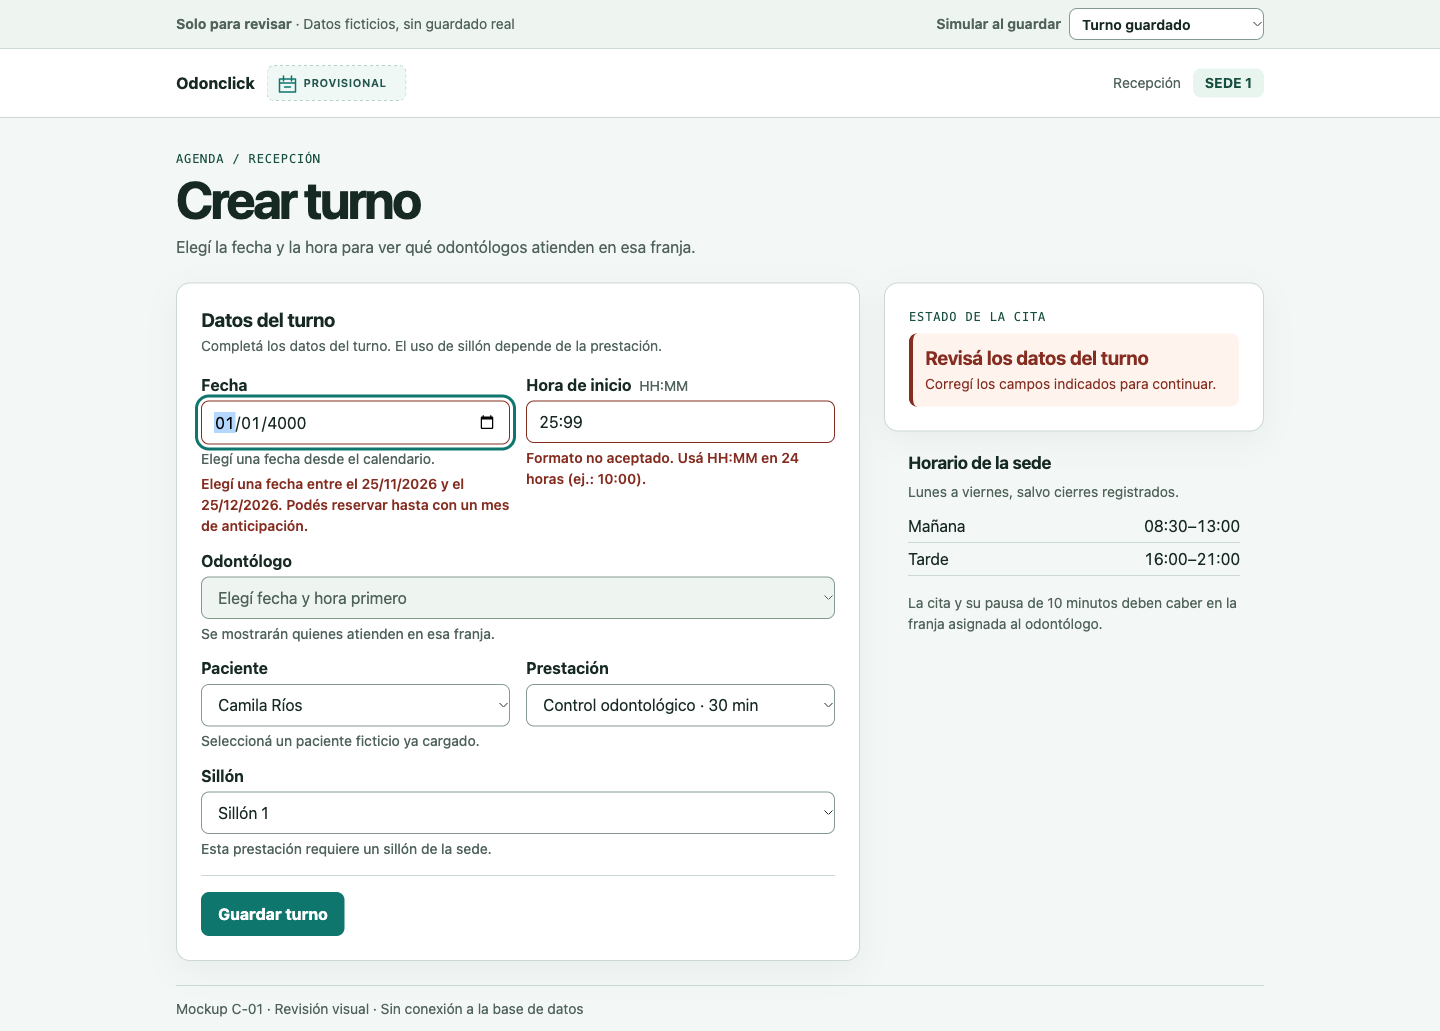 Solo para revisar · Datos ficticios, sin guardado real
Simular al guardar
Turno guardado
Odonclick
PROVISIONAL
Recepción
SEDE 1
AGENDA / RECEPCIÓN
Crear turno
Elegí la fecha y la hora para ver qué odontólogos atienden en esa franja.
Datos del turno
Completá los datos del turno. El uso de sillón depende de la prestación.
Fecha
01/01/4000
Elegí una fecha desde el calendario.
Elegí una fecha entre el 25/11/2026 y el
25/12/2026. Podés reservar hasta con un mes
de anticipación.
Hora de inicio HH:MM
25:99
Formato no aceptado. Usá HH:MM en 24
horas (ej.: 10:00).
Odontólogo
Elegí fecha y hora primero
Se mostrarán quienes atienden en esa franja.
Paciente
Camila Ríos
Seleccioná un paciente ficticio ya cargado.
Prestación
Control odontológico · 30 min
Sillón
Sillón 1
Esta prestación requiere un sillón de la sede.
Guardar turno
ESTADO DE LA CITA
Revisá los datos del turno
Corregí los campos indicados para continuar.
Horario de la sede
Lunes a viernes, salvo cierres registrados.
Mañana 08:30–13:00
Tarde 16:00–21:00
La cita y su pausa de 10 minutos deben caber en la
franja asignada al odontólogo.
Mockup C-01 · Revisión visual · Sin conexión a la base de datos